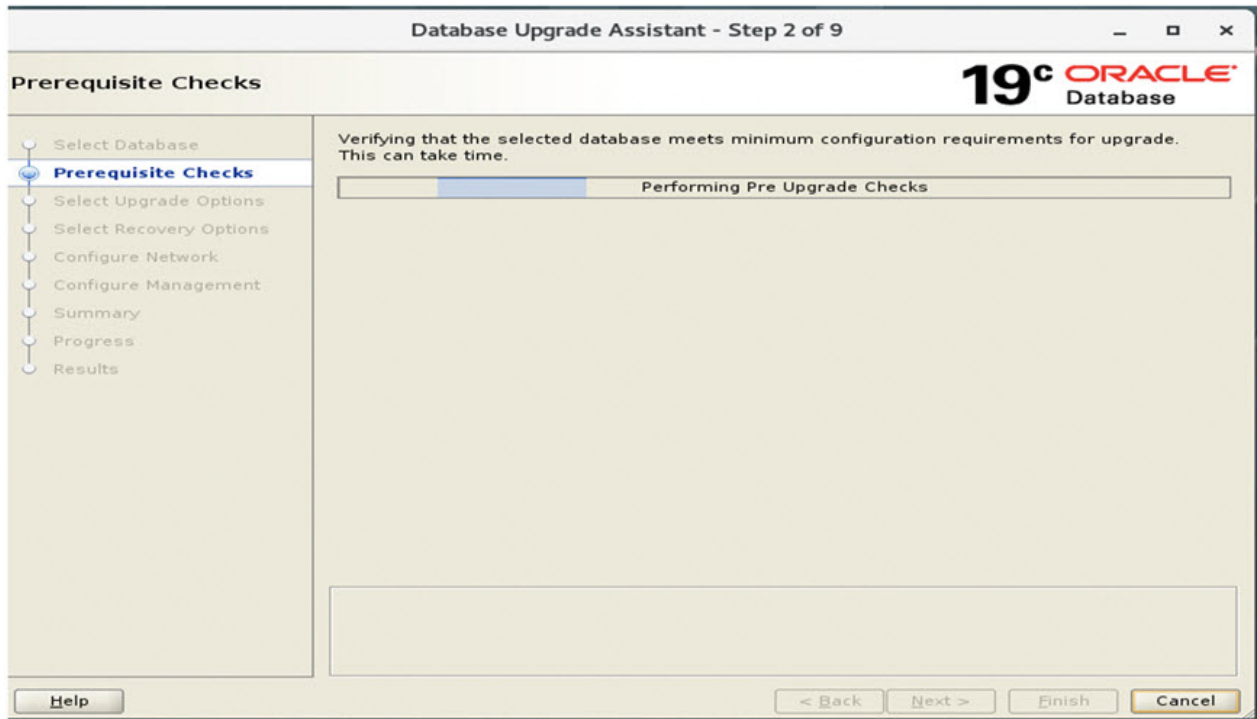 Database Upgrade Assistant - Step 2 of 9
Prerequisite Checks
19c ORACLE
Database
Select Database
Prerequisite Checks
Select Upgrade Options
Select Recovery Options
Configure Network
Configure Management
Summary
Progress
Results
Verifying that the selected database meets minimum configuration requirements for upgrade.
This can take time.
Performing Pre Upgrade Checks
Help
< Back
Next >
Finish
Cancel